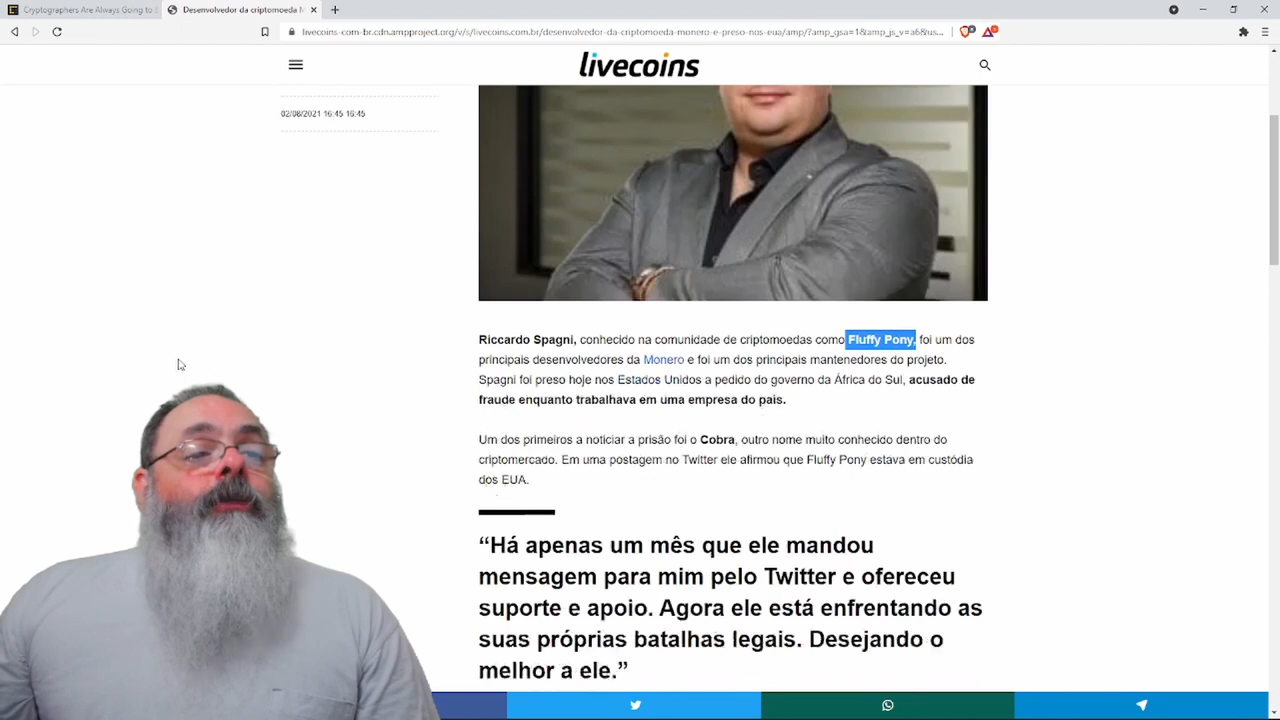 Cryptographers Are Always Going to
Desenvolvedor da criptomoeda M
livecoins-com-br.cdn.ampproject.org/v/s/livecoins.com.br/desenvolvedor-da-criptomoeda-monero-e-preso-nos-eua/amp/?amp_gsa=1&amp_js_v=a6&us...
livecoins
02/08/2021 16:45 16:45
Riccardo Spagni, conhecido na comunidade de criptomoedas como Fluffy Pony, foi um dos
principais desenvolvedores da Monero e foi um dos principais mantenedores do projeto.
Spagni foi preso hoje nos Estados Unidos a pedido do governo da África do Sul, acusado de
fraude enquanto trabalhava em uma empresa do país.
Um dos primeiros a noticiar a prisão foi o Cobra, outro nome muito conhecido dentro do
criptomercado. Em uma postagem no Twitter ele afirmou que Fluffy Pony estava em custódia
dos EUA.
“Há apenas um mês que ele mandou
mensagem para mim pelo Twitter e ofereceu
suporte e apoio. Agora ele está enfrentando as
suas próprias batalhas legais. Desejando o
melhor a ele.”